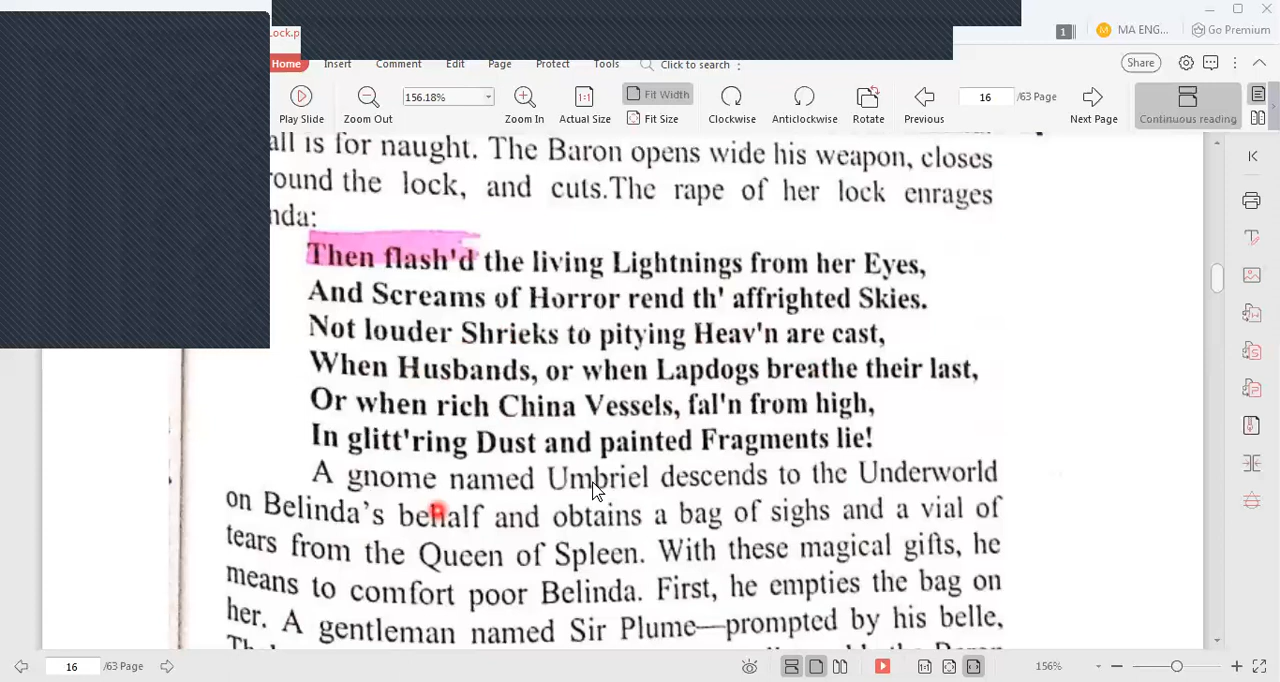 Lock.p
1 MA ENG... Go Premium
Home Insert Comment Edit Page Protect Tools Click to search Share
156.18% 1:1 Fit Width 16 /63 Page
Play Slide Zoom Out Zoom In Actual Size Fit Size Clockwise Anticlockwise Rotate Previous Next Page Continuous reading
all is for naught. The Baron opens wide his weapon, closes
ound the lock, and cuts.The rape of her lock enrages
nda:
Then flash'd the living Lightnings from her Eyes,
And Screams of Horror rend th' affrighted Skies.
Not louder Shrieks to pitying Heav'n are cast,
When Husbands, or when Lapdogs breathe their last,
Or when rich China Vessels, fal'n from high,
In glitt'ring Dust and painted Fragments lie!
A gnome named Umbriel descends to the Underworld
on Belinda's behalf and obtains a bag of sighs and a vial of
tears from the Queen of Spleen. With these magical gifts, he
means to comfort poor Belinda. First, he empties the bag on
her. A gentleman named Sir Plume—prompted by his belle,
16 /63 Page 156%